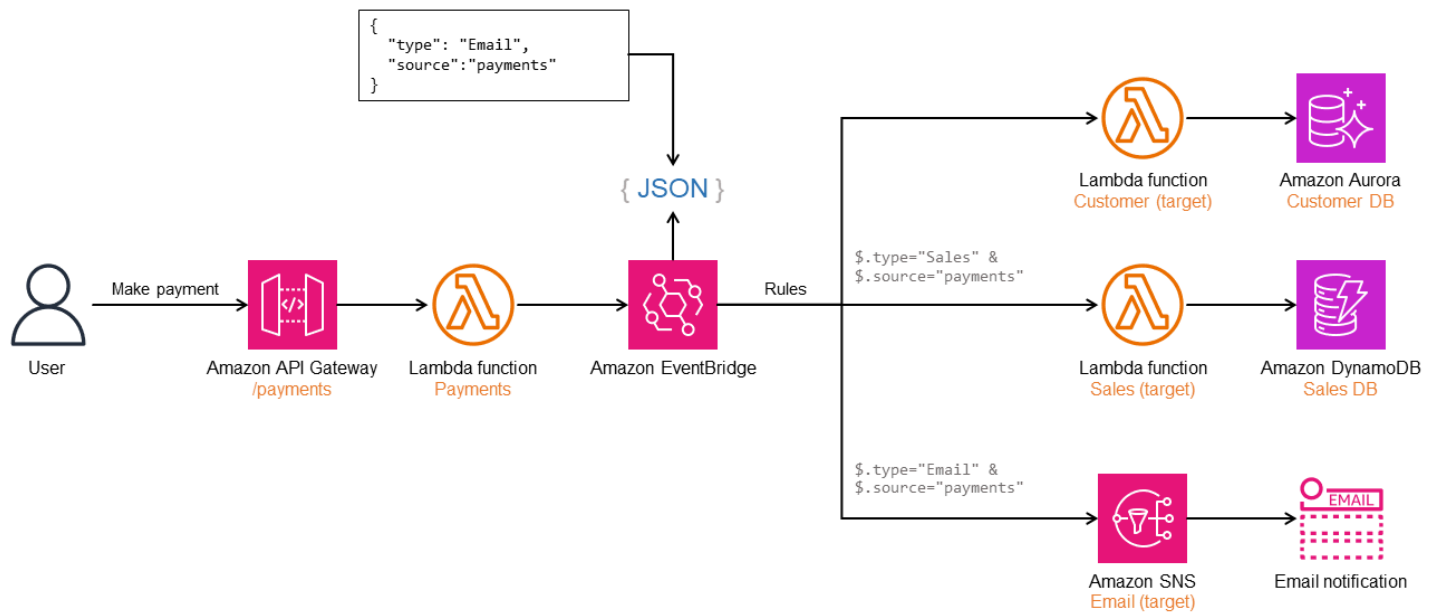 {
  "type": "Email",
  "source":"payments"
}
{ JSON }
Lambda function
Customer (target)
Amazon Aurora
Customer DB
Make payment
User
Amazon API Gateway
/payments
Lambda function
Payments
Amazon EventBridge
Rules
$.type="Sales" &
$.source="payments"
Lambda function
Sales (target)
Amazon DynamoDB
Sales DB
$.type="Email" &
$.source="payments"
EMAIL
Amazon SNS
Email (target)
Email notification